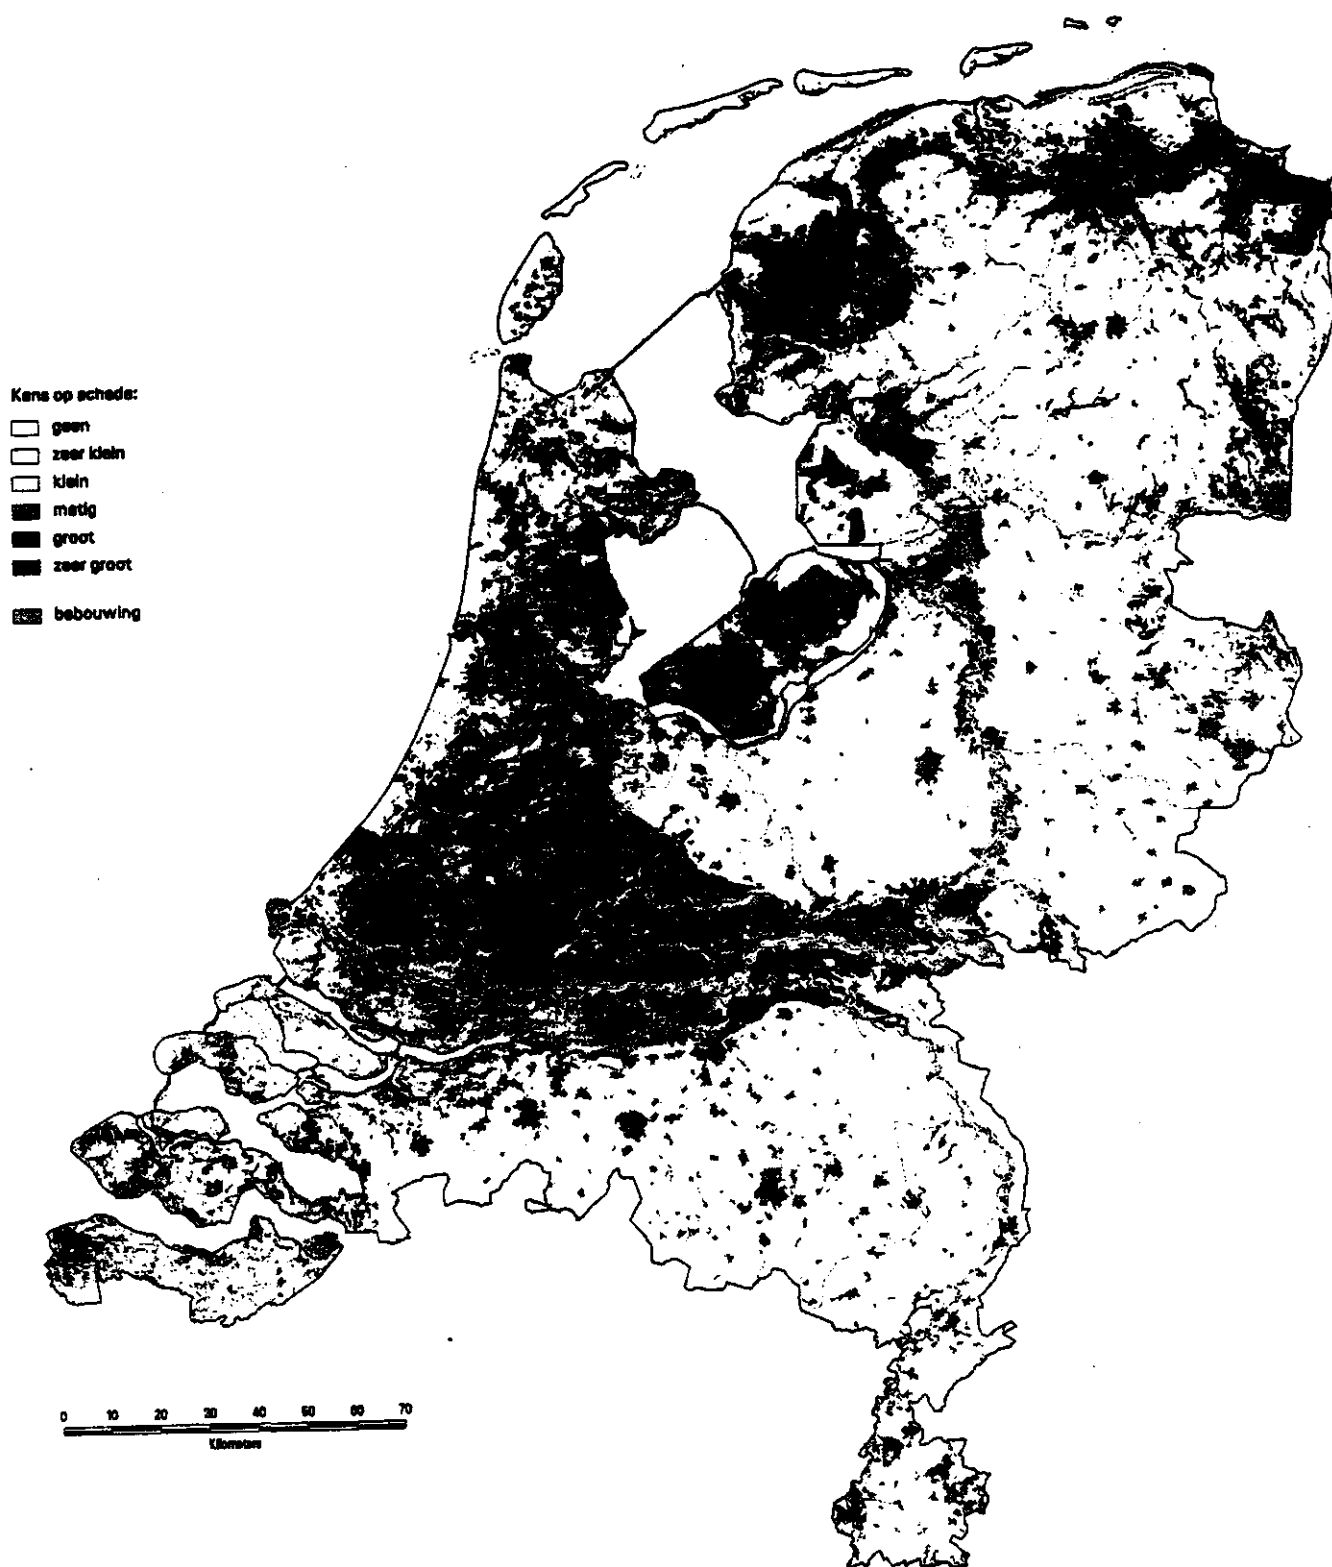 Kans op schade:
geen
zeer klein
klein
matig
groot
zeer groot
bebouwing
0 10 20 30 40 50 60 70
Kilometers